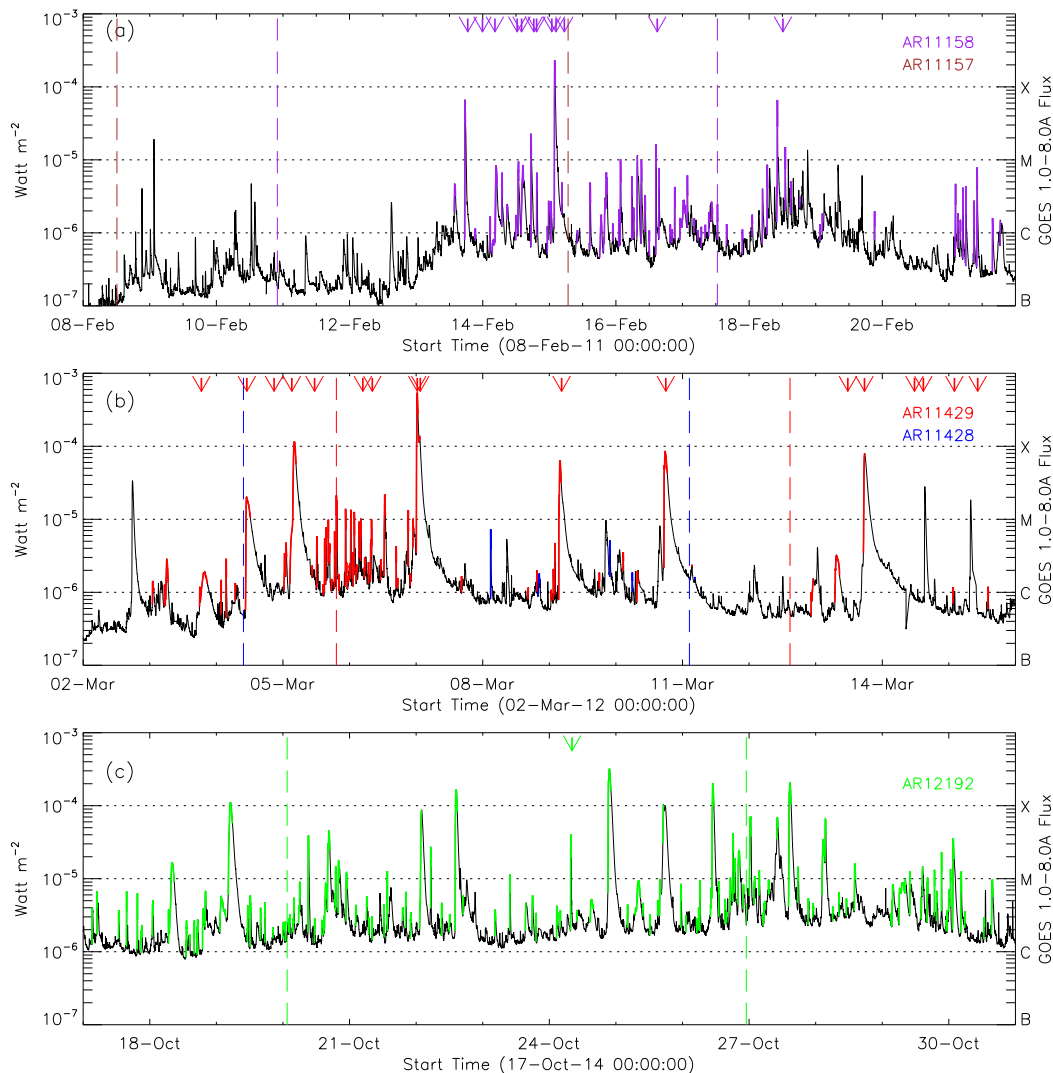 (a)
AR11158
AR11157
10⁻³
10⁻⁴
10⁻⁵
10⁻⁶
10⁻⁷
Watt m⁻²
X
M
C
B
GOES 1.0−8.0A Flux
08−Feb
10−Feb
12−Feb
14−Feb
16−Feb
18−Feb
20−Feb
Start Time (08−Feb−11 00:00:00)
(b)
AR11429
AR11428
10⁻³
10⁻⁴
10⁻⁵
10⁻⁶
10⁻⁷
Watt m⁻²
X
M
C
B
GOES 1.0−8.0A Flux
02−Mar
05−Mar
08−Mar
11−Mar
14−Mar
Start Time (02−Mar−12 00:00:00)
(c)
AR12192
10⁻³
10⁻⁴
10⁻⁵
10⁻⁶
10⁻⁷
Watt m⁻²
X
M
C
B
GOES 1.0−8.0A Flux
18−Oct
21−Oct
24−Oct
27−Oct
30−Oct
Start Time (17−Oct−14 00:00:00)